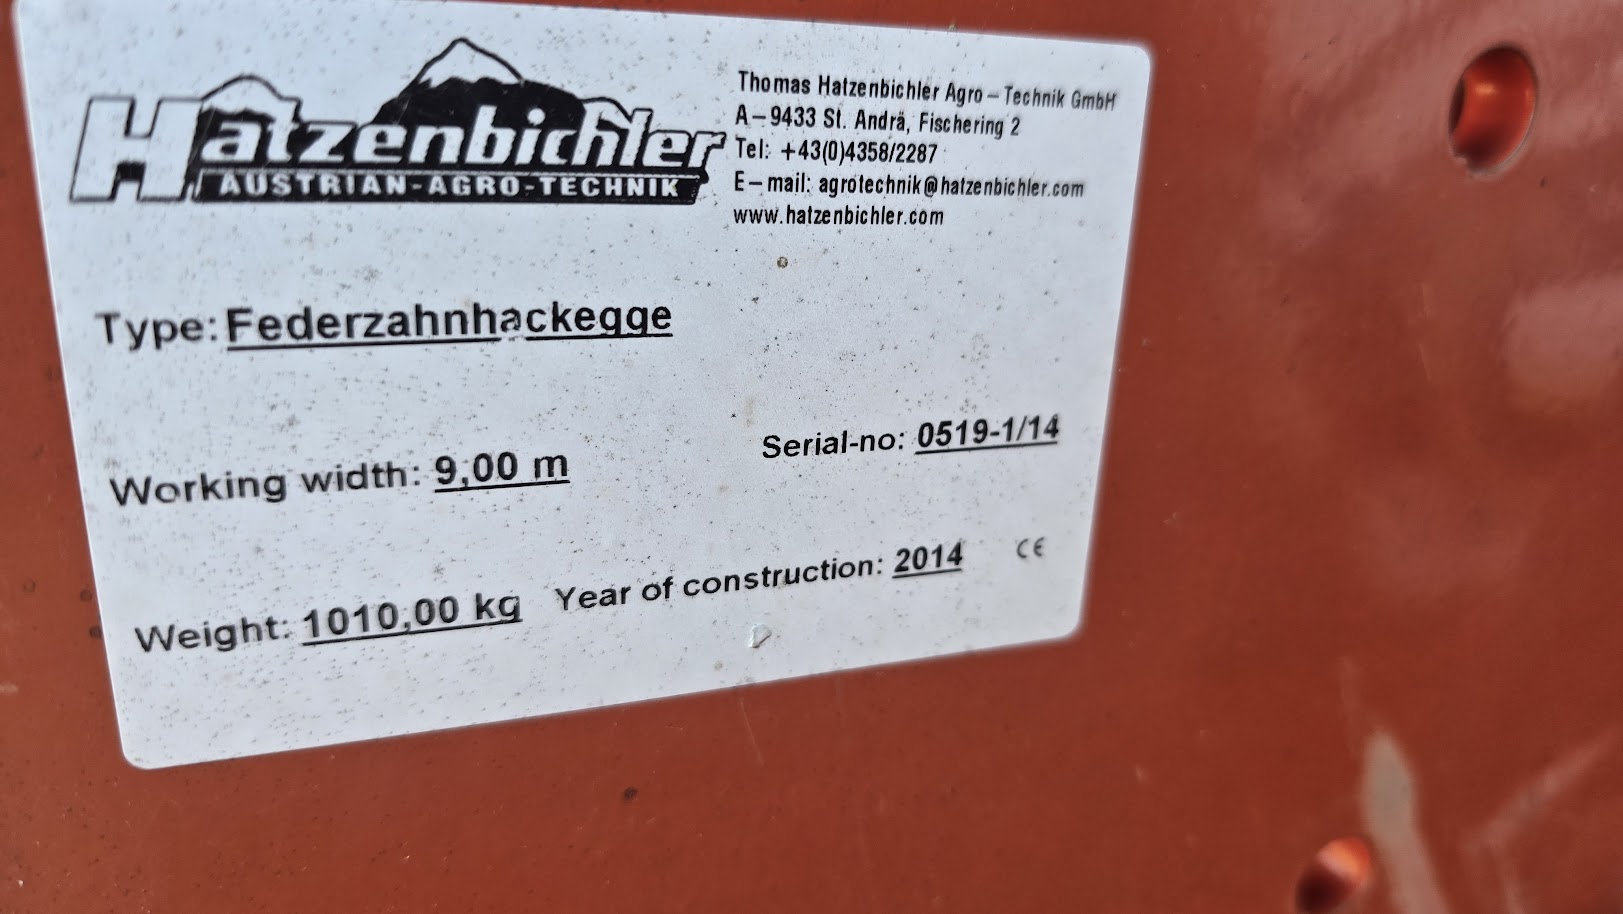 Hatzenbichler
AUSTRIAN-AGRO-TECHNIK
Thomas Hatzenbichler Agro-Technik GmbH
A-9433 St. Andrä, Fischering 2
Tel: +43(0)4358/2287
E-mail: agrotechnik@hatzenbichler.com
www.hatzenbichler.com
Type: Federzahnhackegge
Working width: 9,00 m
Serial-no: 0519-1/14
Weight: 1010,00 kg
Year of construction: 2014
CE